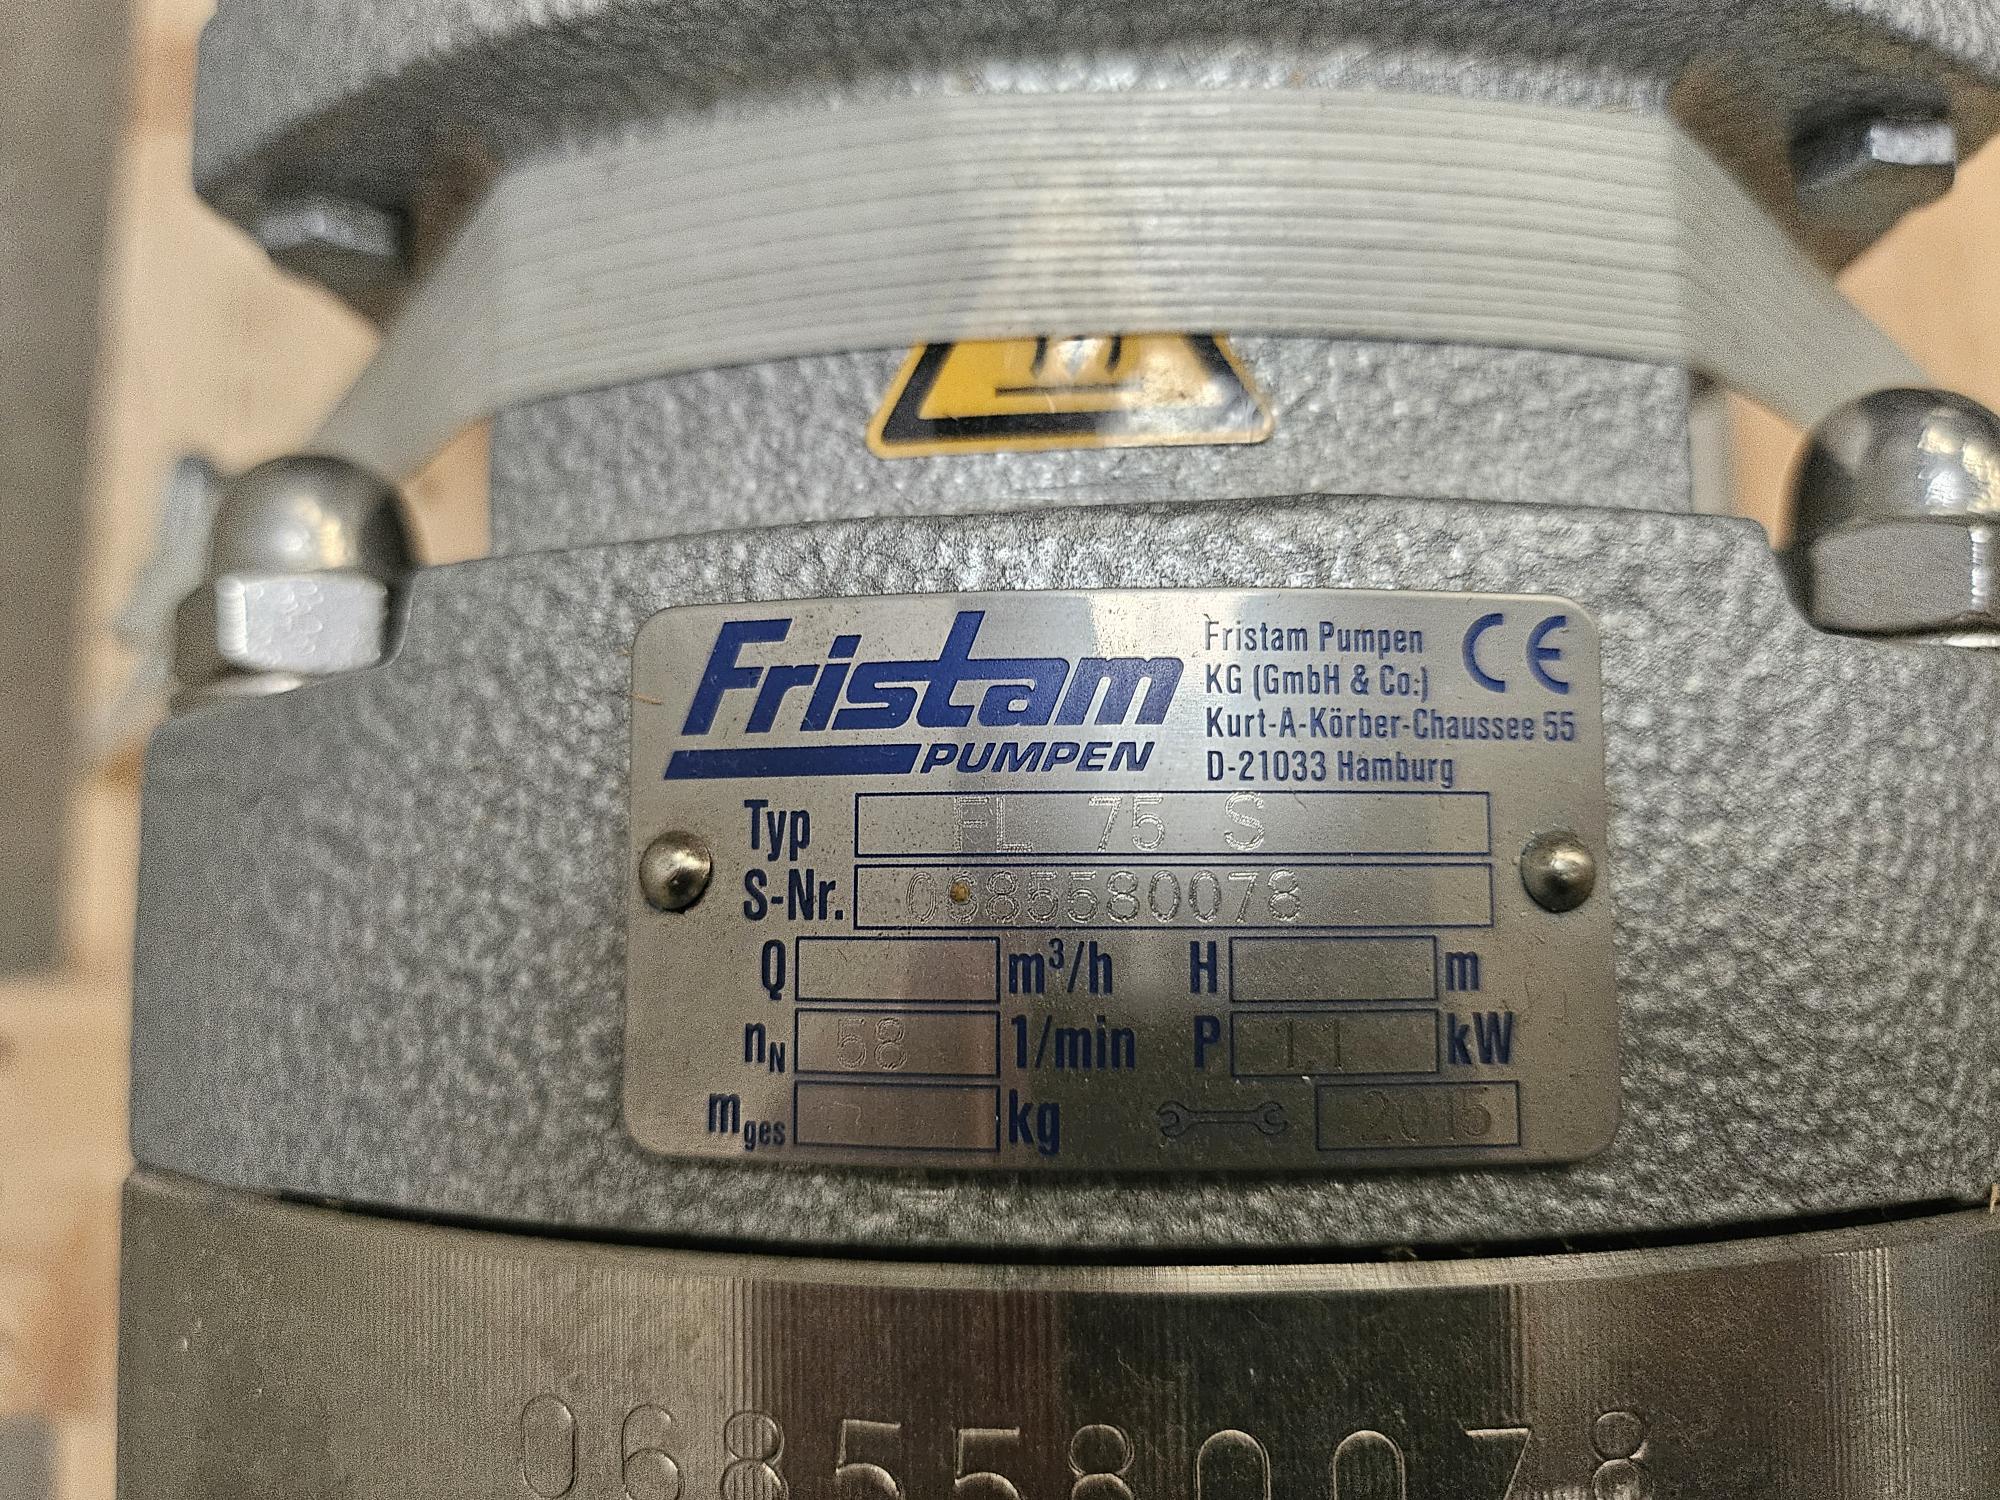 Fristam
PUMPEN
Fristam Pumpen
KG (GmbH & Co.)
Kurt-A-Körber-Chaussee 55
D-21033 Hamburg
CE
Typ FL 75 S
S-Nr. 0685580078
Q m³/h H m
nN 58 1/min P 1.1 kW
mges kg 2015
0685580078